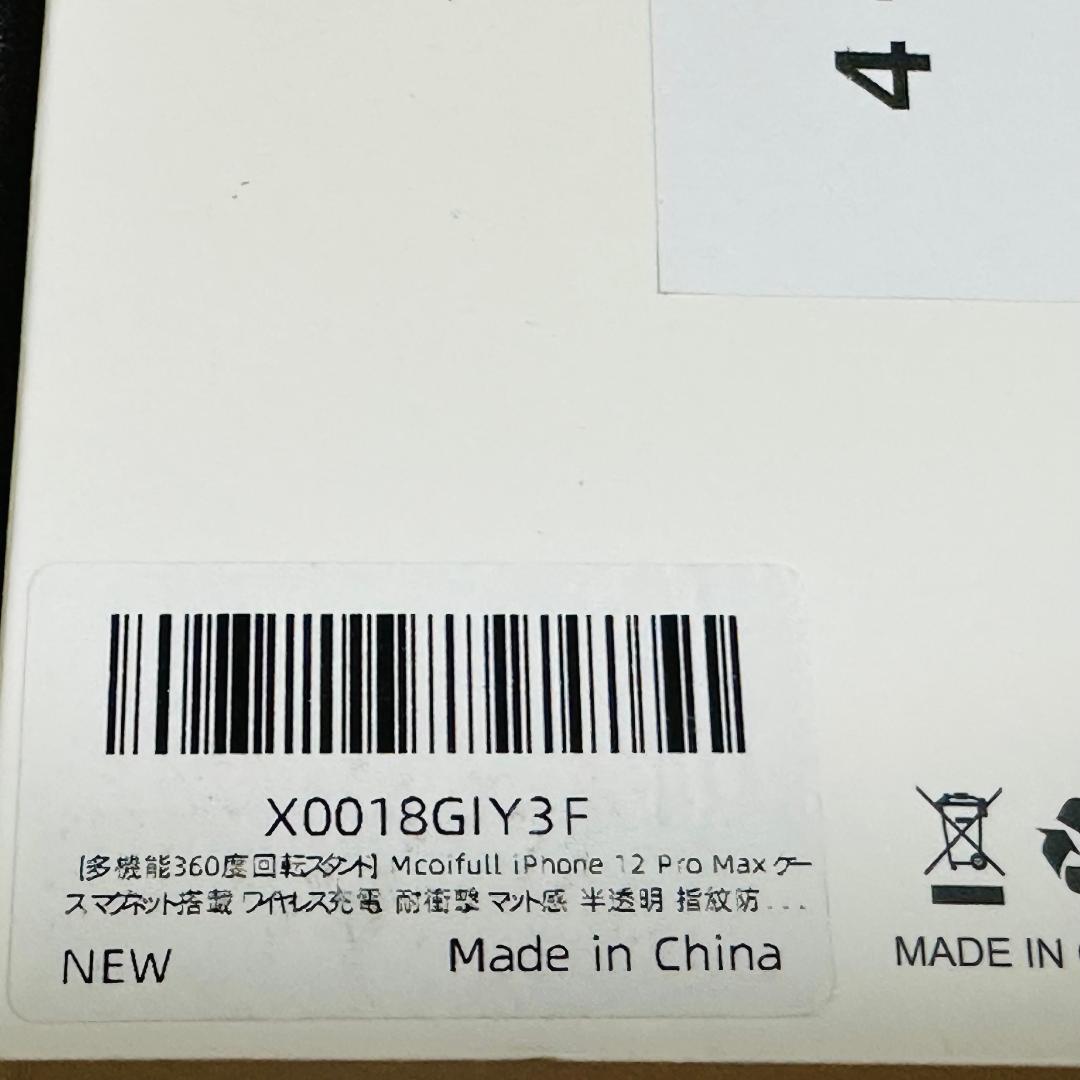 4
X0018GIY3F
[多機能360度回転スタンド] Mcoifull iPhone 12 Pro Max ケー
スマグネット搭載 ワイヤレス充電 耐衝撃 マット感 半透明 指紋防...
NEW
Made in China
MADE IN